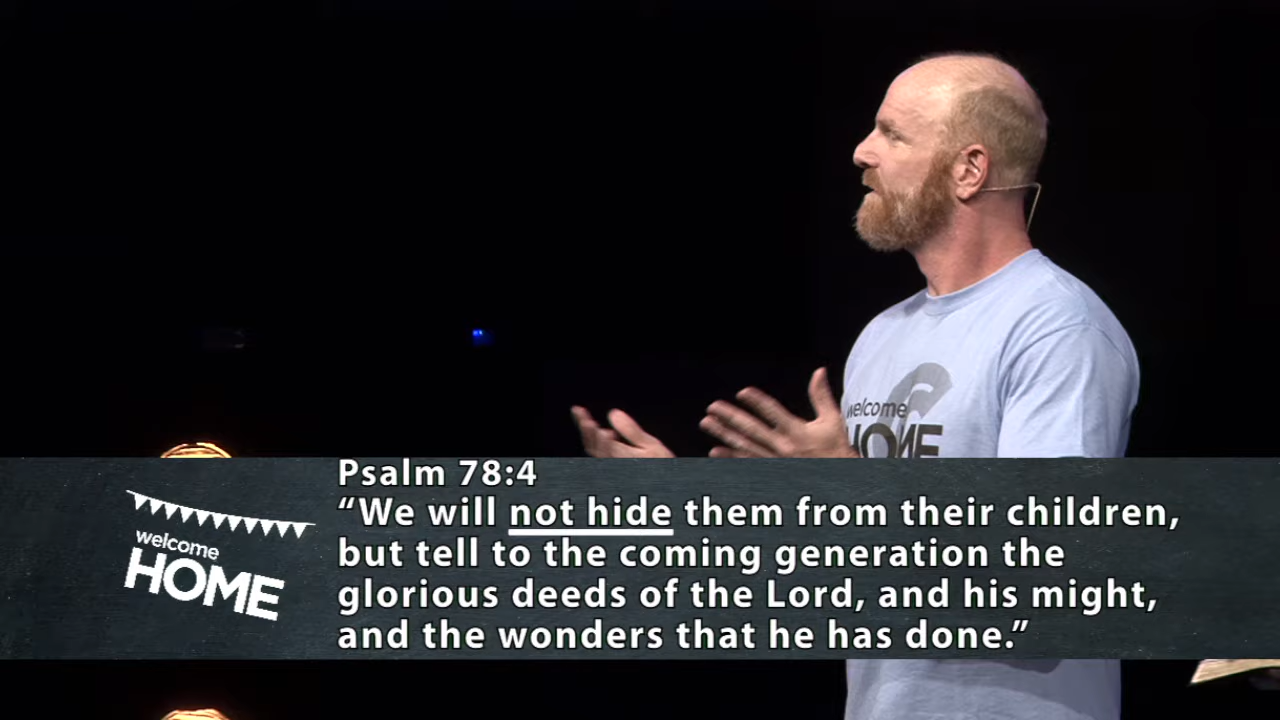 welcome
HOME
Psalm 78:4
“We will not hide them from their children,
but tell to the coming generation the
glorious deeds of the Lord, and his might,
and the wonders that he has done.”
welcome
HOME